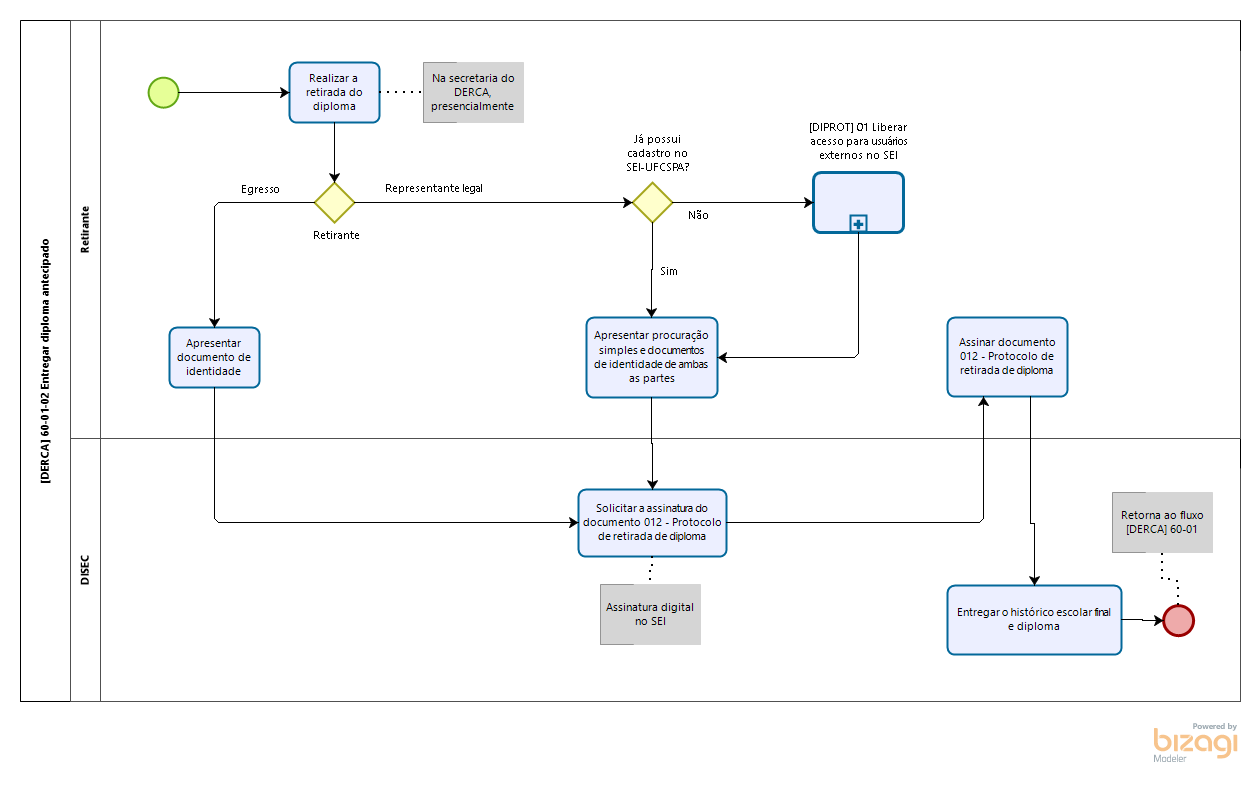 [DERCA] 60-01-02 Entregar diploma antecipado
Retirante
Realizar a
retirada do
diploma
Na secretaria do
DERCA,
presencialmente
Já possui
cadastro no
SEI-UFCSPA?
[DIPROT] 01 Liberar
acesso para usuários
externos no SEI
Egresso
Representante legal
Não
Retirante
Sim
Apresentar
documento de
identidade
Apresentar procuração
simples e documentos
de identidade de ambas
as partes
Assinar documento
012 - Protocolo de
retirada de diploma
DISEC
Solicitar a assinatura do
documento 012 - Protocolo
de retirada de diploma
Assinatura digital
no SEI
Retorna ao fluxo
[DERCA] 60-01
Entregar o histórico escolar final
e diploma
Powered by
bizagi
Modeler